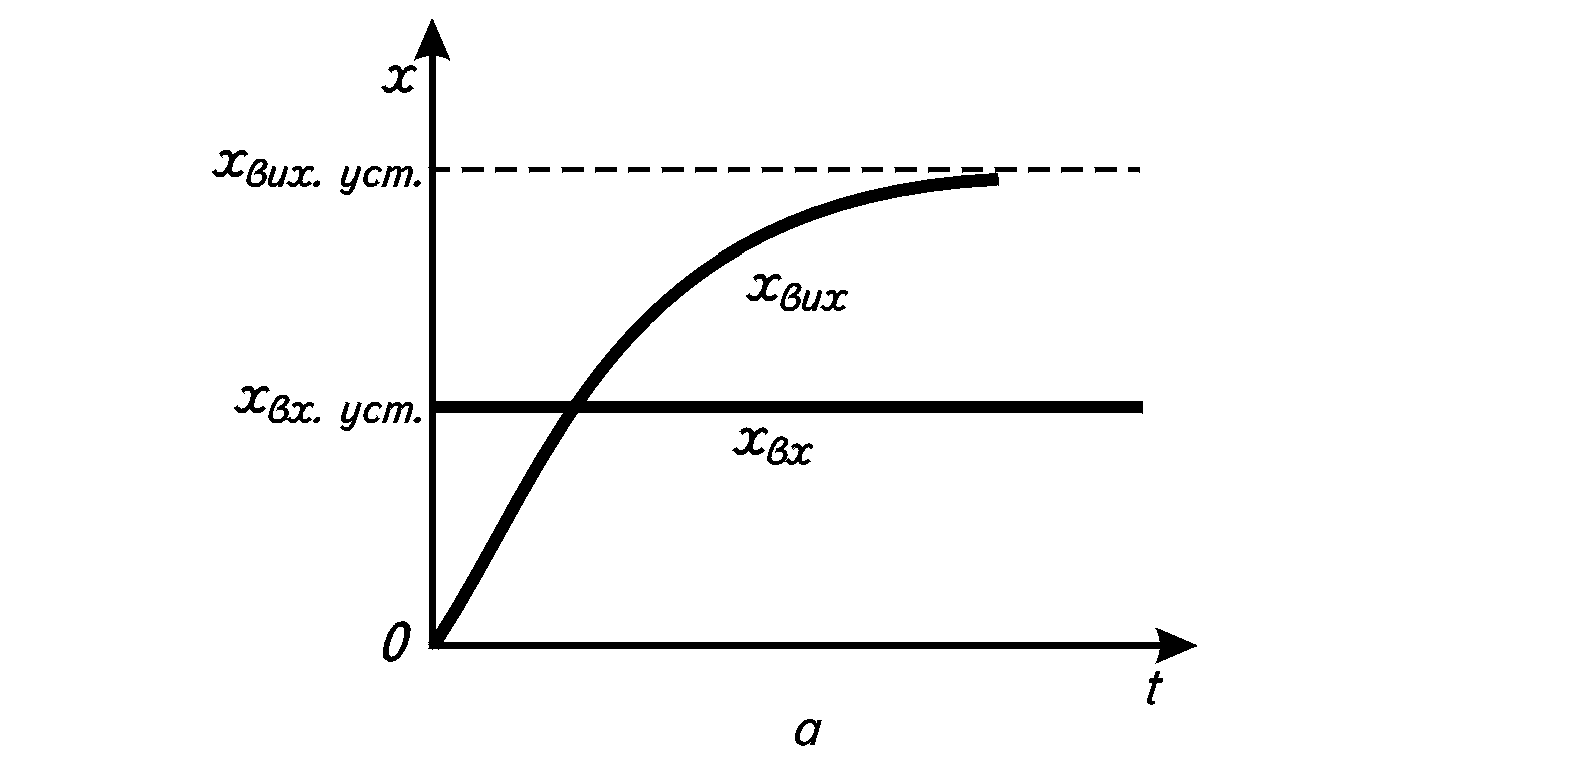 x
xвих. уст.
xвих
xвх. уст.
xвх
0
t
а